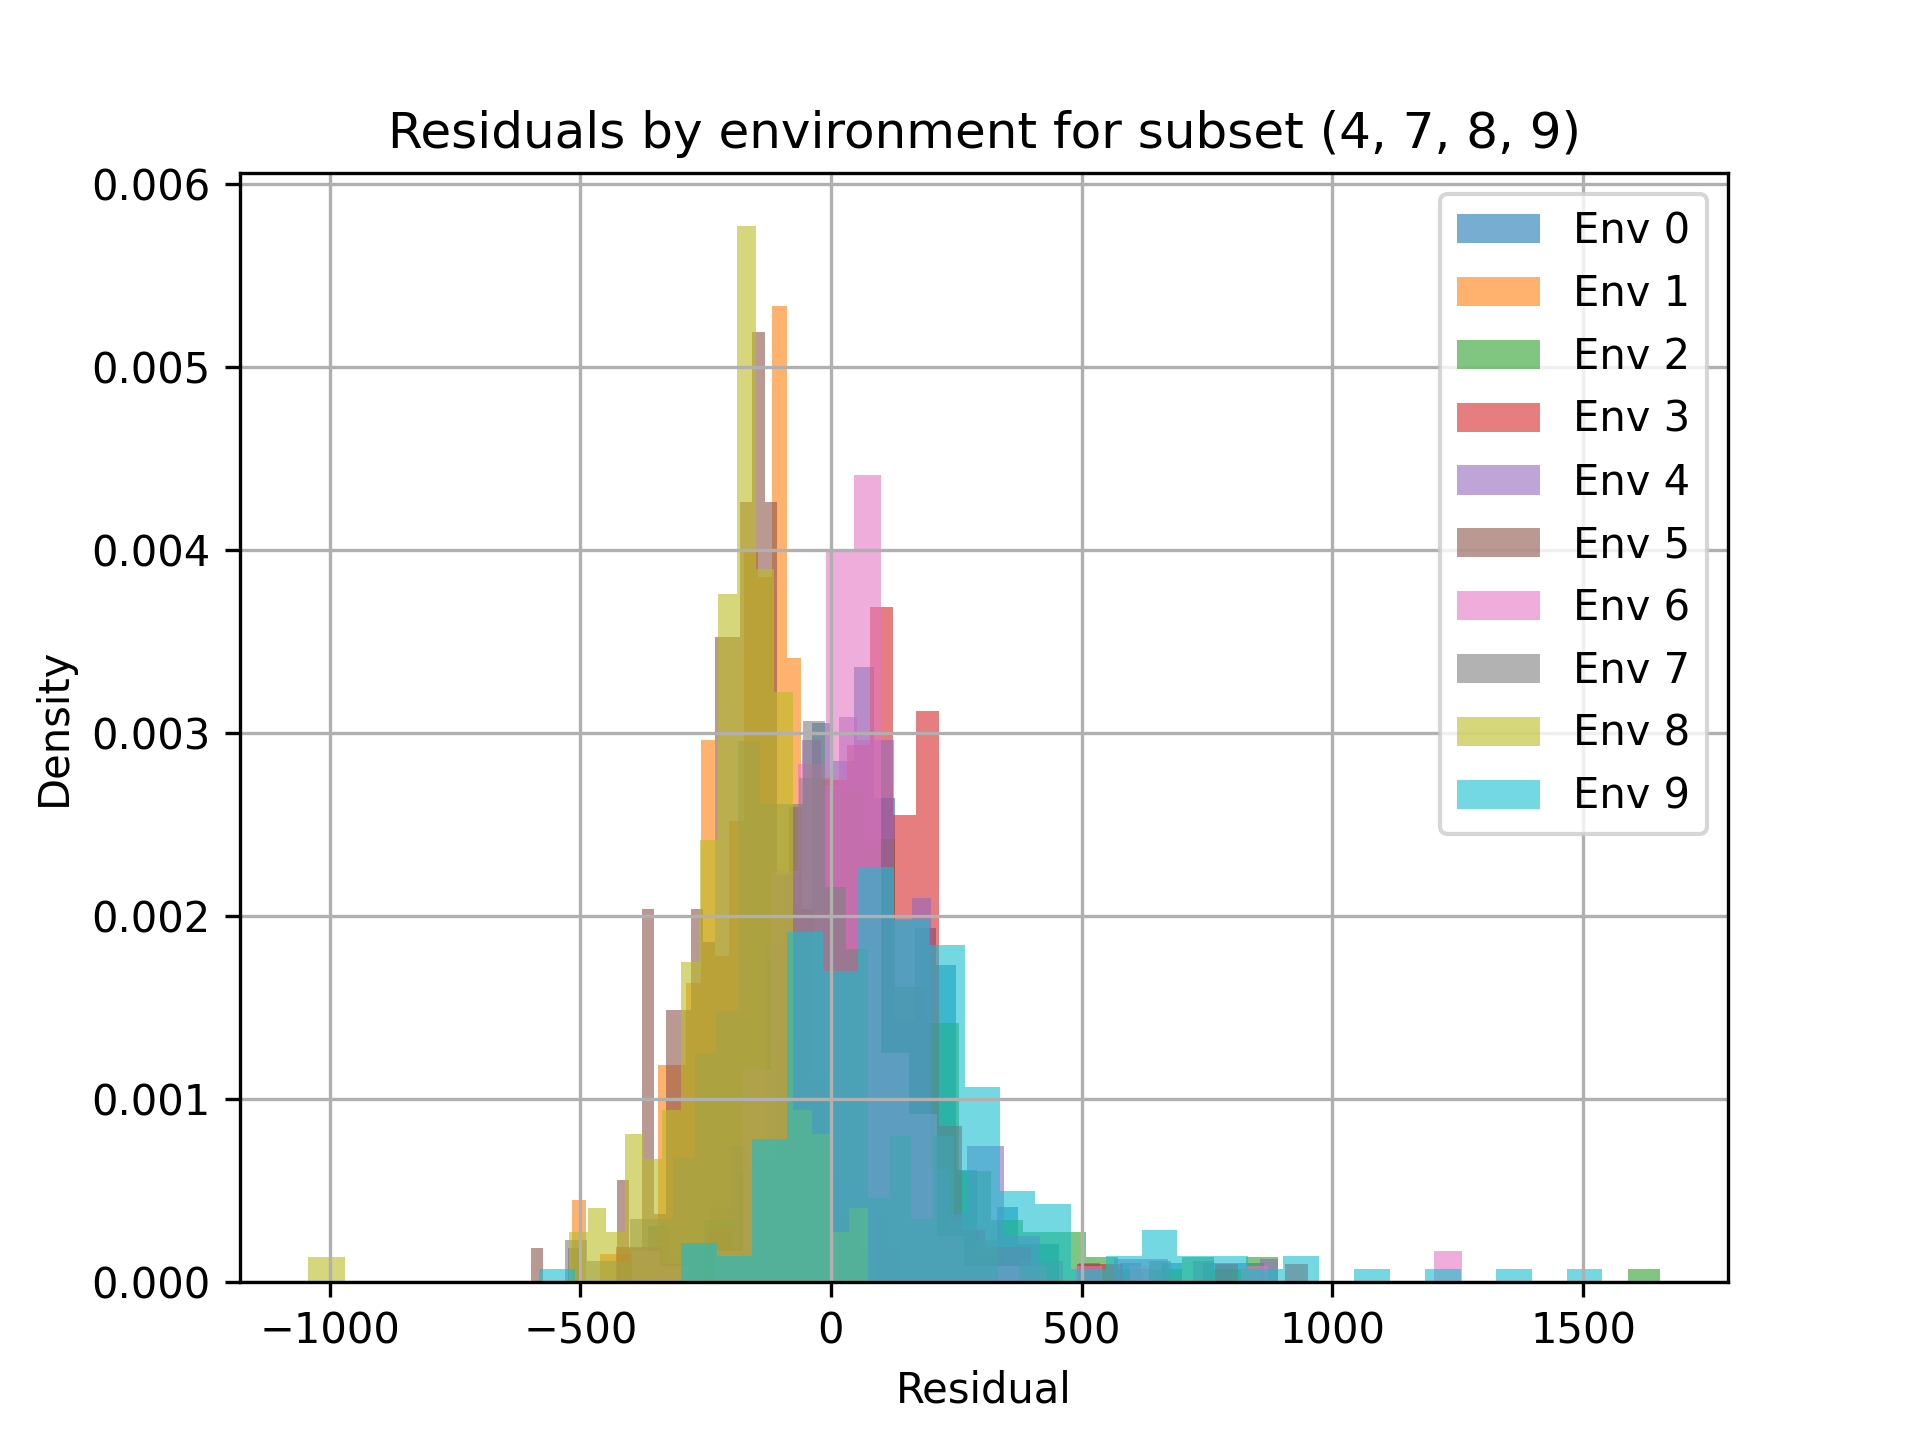 Residuals by environment for subset (4, 7, 8, 9)
0.006
0.005
0.004
0.003
0.002
0.001
0.000
Density
−1000
−500
0
500
1000
1500
Residual
Env 0
Env 1
Env 2
Env 3
Env 4
Env 5
Env 6
Env 7
Env 8
Env 9